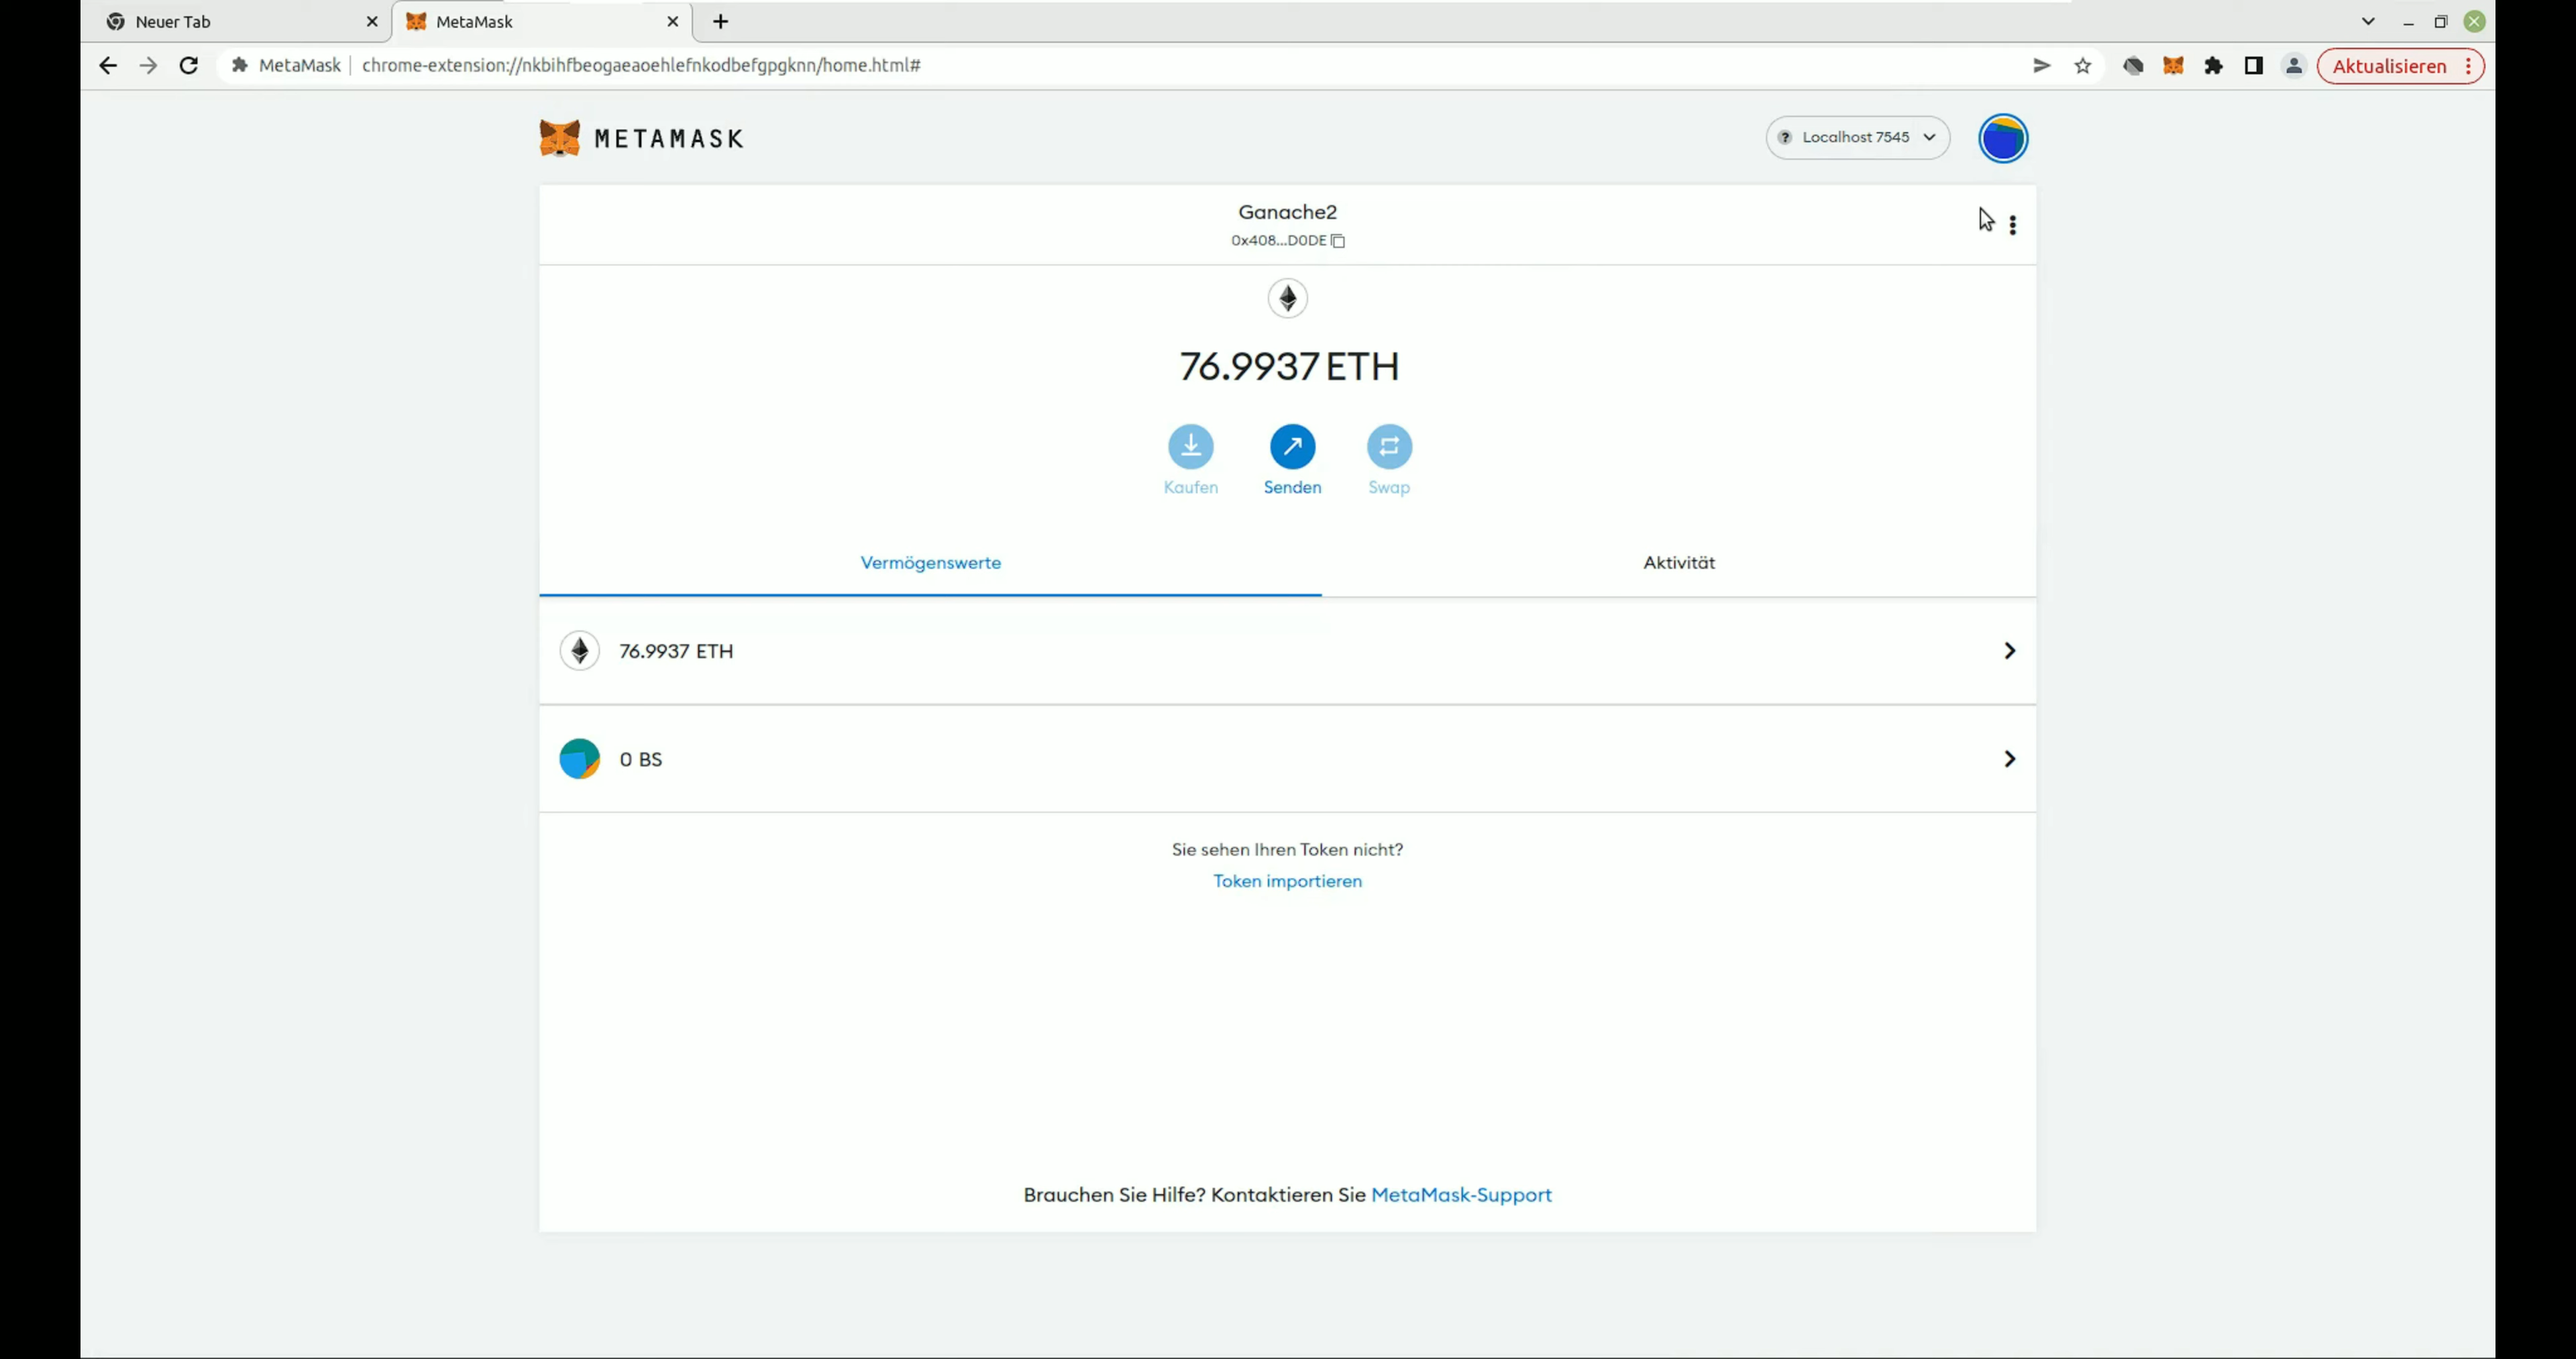 Neuer Tab
MetaMask
MetaMask | chrome-extension://nkbihfbeogaeaoehlefnkodbefgpgknn/home.html#
Aktualisieren
METAMASK
? Localhost 7545
Ganache2
0x408...D0DE
76.9937 ETH
Kaufen Senden Swap
Vermögenswerte Aktivität
76.9937 ETH
0 BS
Sie sehen Ihren Token nicht?
Token importieren
Brauchen Sie Hilfe? Kontaktieren Sie MetaMask-Support